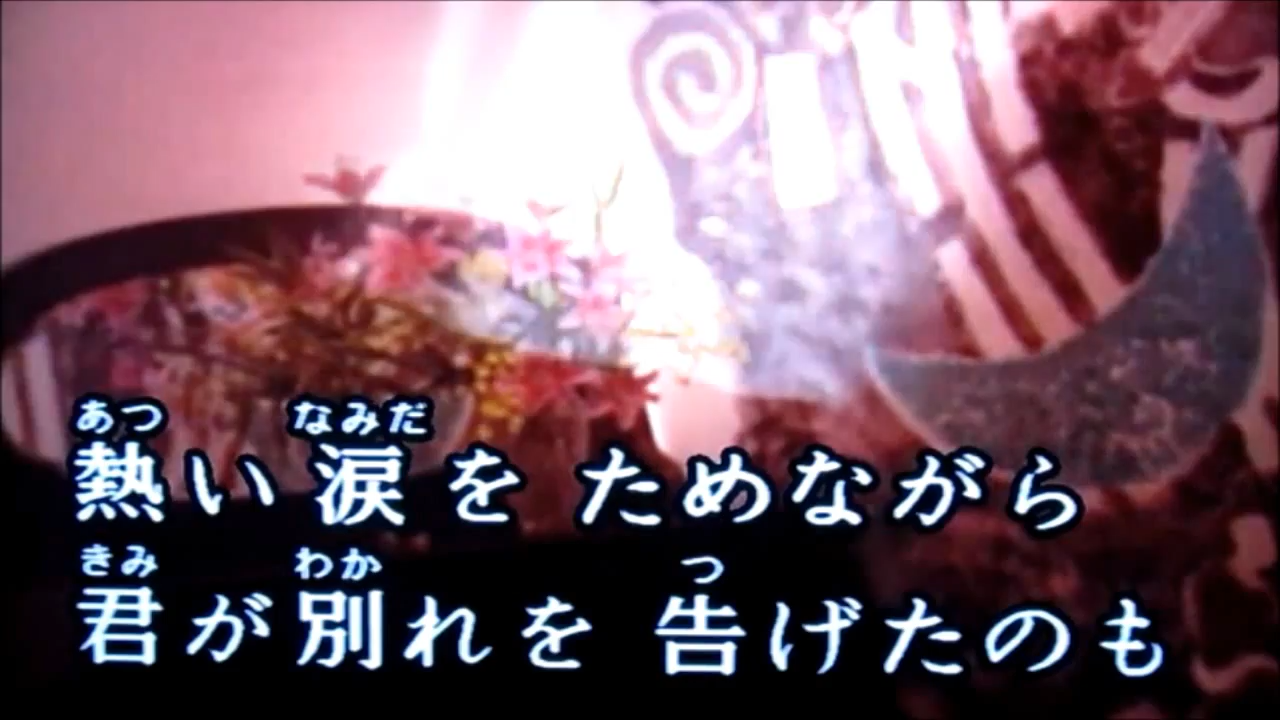 あつ なみだ
熱い 涙を ためながら
きみ わか つ
君が別れを 告げたのも